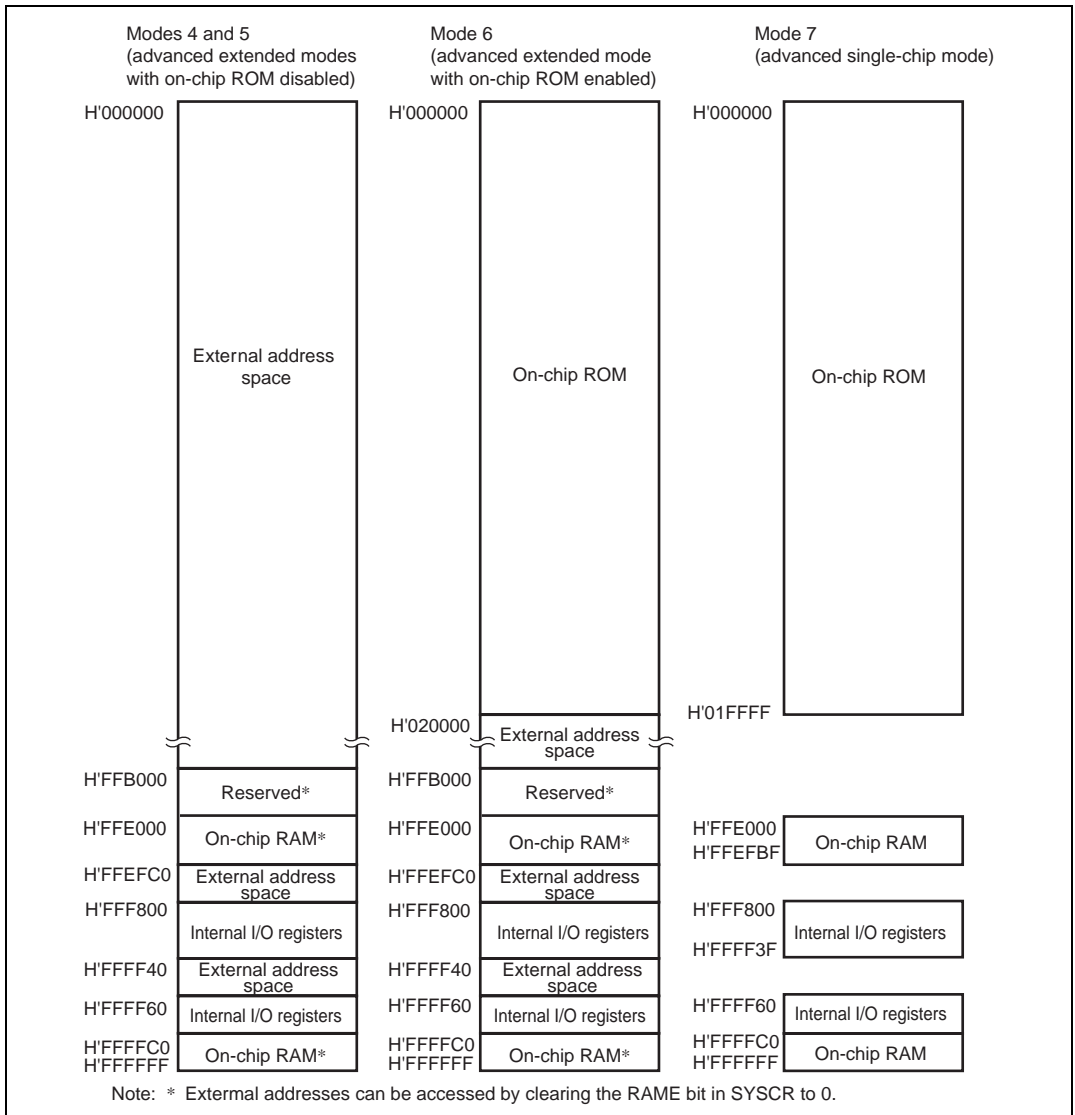 Modes 4 and 5
(advanced extended modes
with on-chip ROM disabled)
H'000000
External address
space
H'FFB000
Reserved*
H'FFE000
On-chip RAM*
H'FFEFC0
External address
space
H'FFF800
Internal I/O registers
H'FFFF40
External address
space
H'FFFF60
Internal I/O registers
H'FFFFC0
On-chip RAM*
H'FFFFFF
Mode 6
(advanced extended mode
with on-chip ROM enabled)
H'000000
On-chip ROM
H'020000
External address
space
H'FFB000
Reserved*
H'FFE000
On-chip RAM*
H'FFEFC0
External address
space
H'FFF800
Internal I/O registers
H'FFFF40
External address
space
H'FFFF60
Internal I/O registers
H'FFFFC0
On-chip RAM*
H'FFFFFF
Mode 7
(advanced single-chip mode)
H'000000
On-chip ROM
H'01FFFF
H'FFE000
On-chip RAM
H'FFEFBF
H'FFF800
Internal I/O registers
H'FFFF3F
H'FFFF60
Internal I/O registers
H'FFFFC0
On-chip RAM
H'FFFFFF
Note: * Extermal addresses can be accessed by clearing the RAME bit in SYSCR to 0.